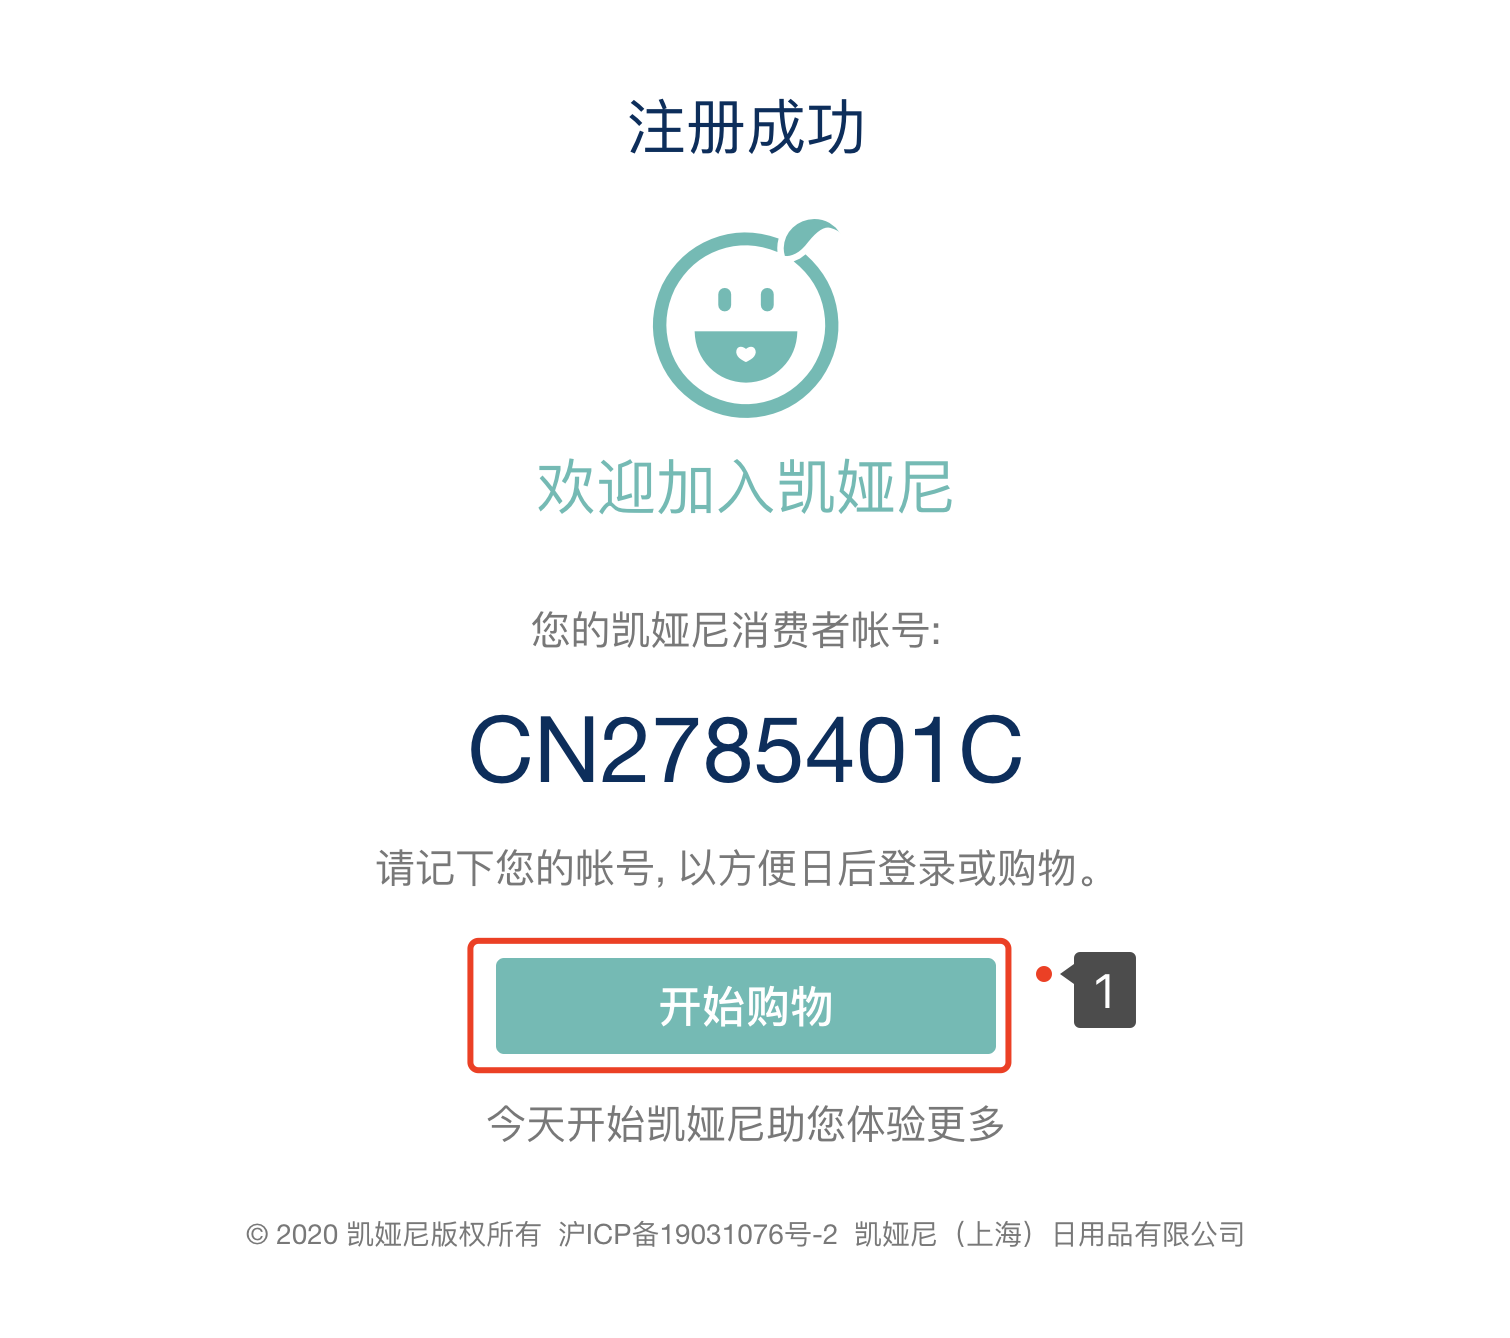 注册成功
欢迎加入凯娅尼
您的凯娅尼消费者帐号:
CN2785401C
请记下您的帐号, 以方便日后登录或购物。
开始购物
1
今天开始凯娅尼助您体验更多
© 2020 凯娅尼版权所有 沪ICP备19031076号-2 凯娅尼（上海）日用品有限公司